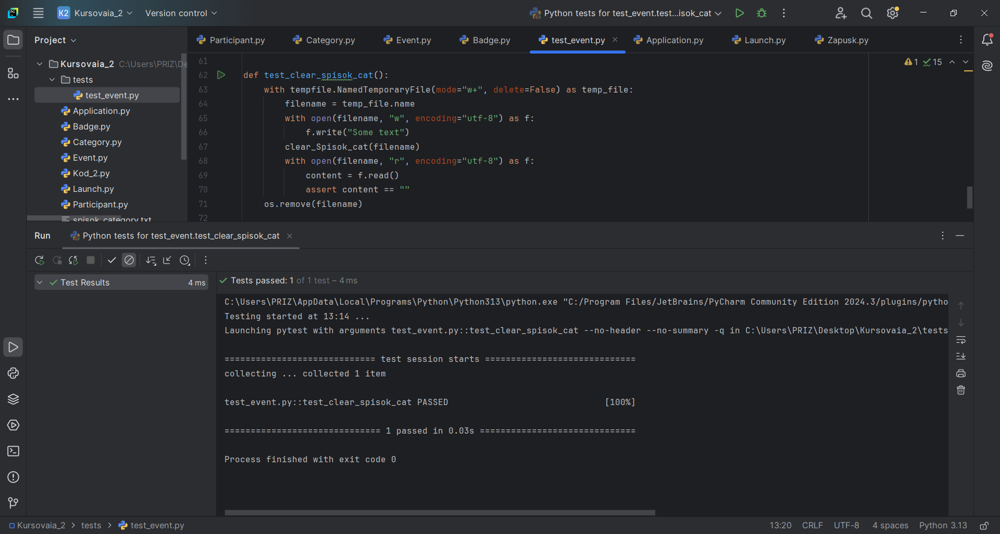 PC
K2 Kursovaia_2 Version control Python tests for test_event.test...isok_cat
Project
Participant.py Category.py Event.py Badge.py test_event.py Application.py Launch.py Zapusk.py
Kursovaia_2 C:\Users\PRIZ\De
tests
test_event.py
Application.py
Badge.py
Category.py
Event.py
Kod_2.py
Launch.py
Participant.py
spisok_category.txt
1 15
61
62 def test_clear_spisok_cat():
63 with tempfile.NamedTemporaryFile(mode="w+", delete=False) as temp_file:
64 filename = temp_file.name
65 with open(filename, "w", encoding="utf-8") as f:
66 f.write("Some text")
67 clear_Spisok_cat(filename)
68 with open(filename, "r", encoding="utf-8") as f:
69 content = f.read()
70 assert content == ""
71 os.remove(filename)
72
Run Python tests for test_event.test_clear_spisok_cat
Test Results 4 ms
Tests passed: 1 of 1 test – 4 ms
C:\Users\PRIZ\AppData\Local\Programs\Python\Python313\python.exe "C:/Program Files/JetBrains/PyCharm Community Edition 2024.3/plugins/pytho
Testing started at 13:14 ...
Launching pytest with arguments test_event.py::test_clear_spisok_cat --no-header --no-summary -q in C:\Users\PRIZ\Desktop\Kursovaia_2\tests
============================= test session starts =============================
collecting ... collected 1 item
test_event.py::test_clear_spisok_cat PASSED [100%]
============================== 1 passed in 0.03s ==============================
Process finished with exit code 0
Kursovaia_2 > tests > test_event.py 13:20 CRLF UTF-8 4 spaces Python 3.13